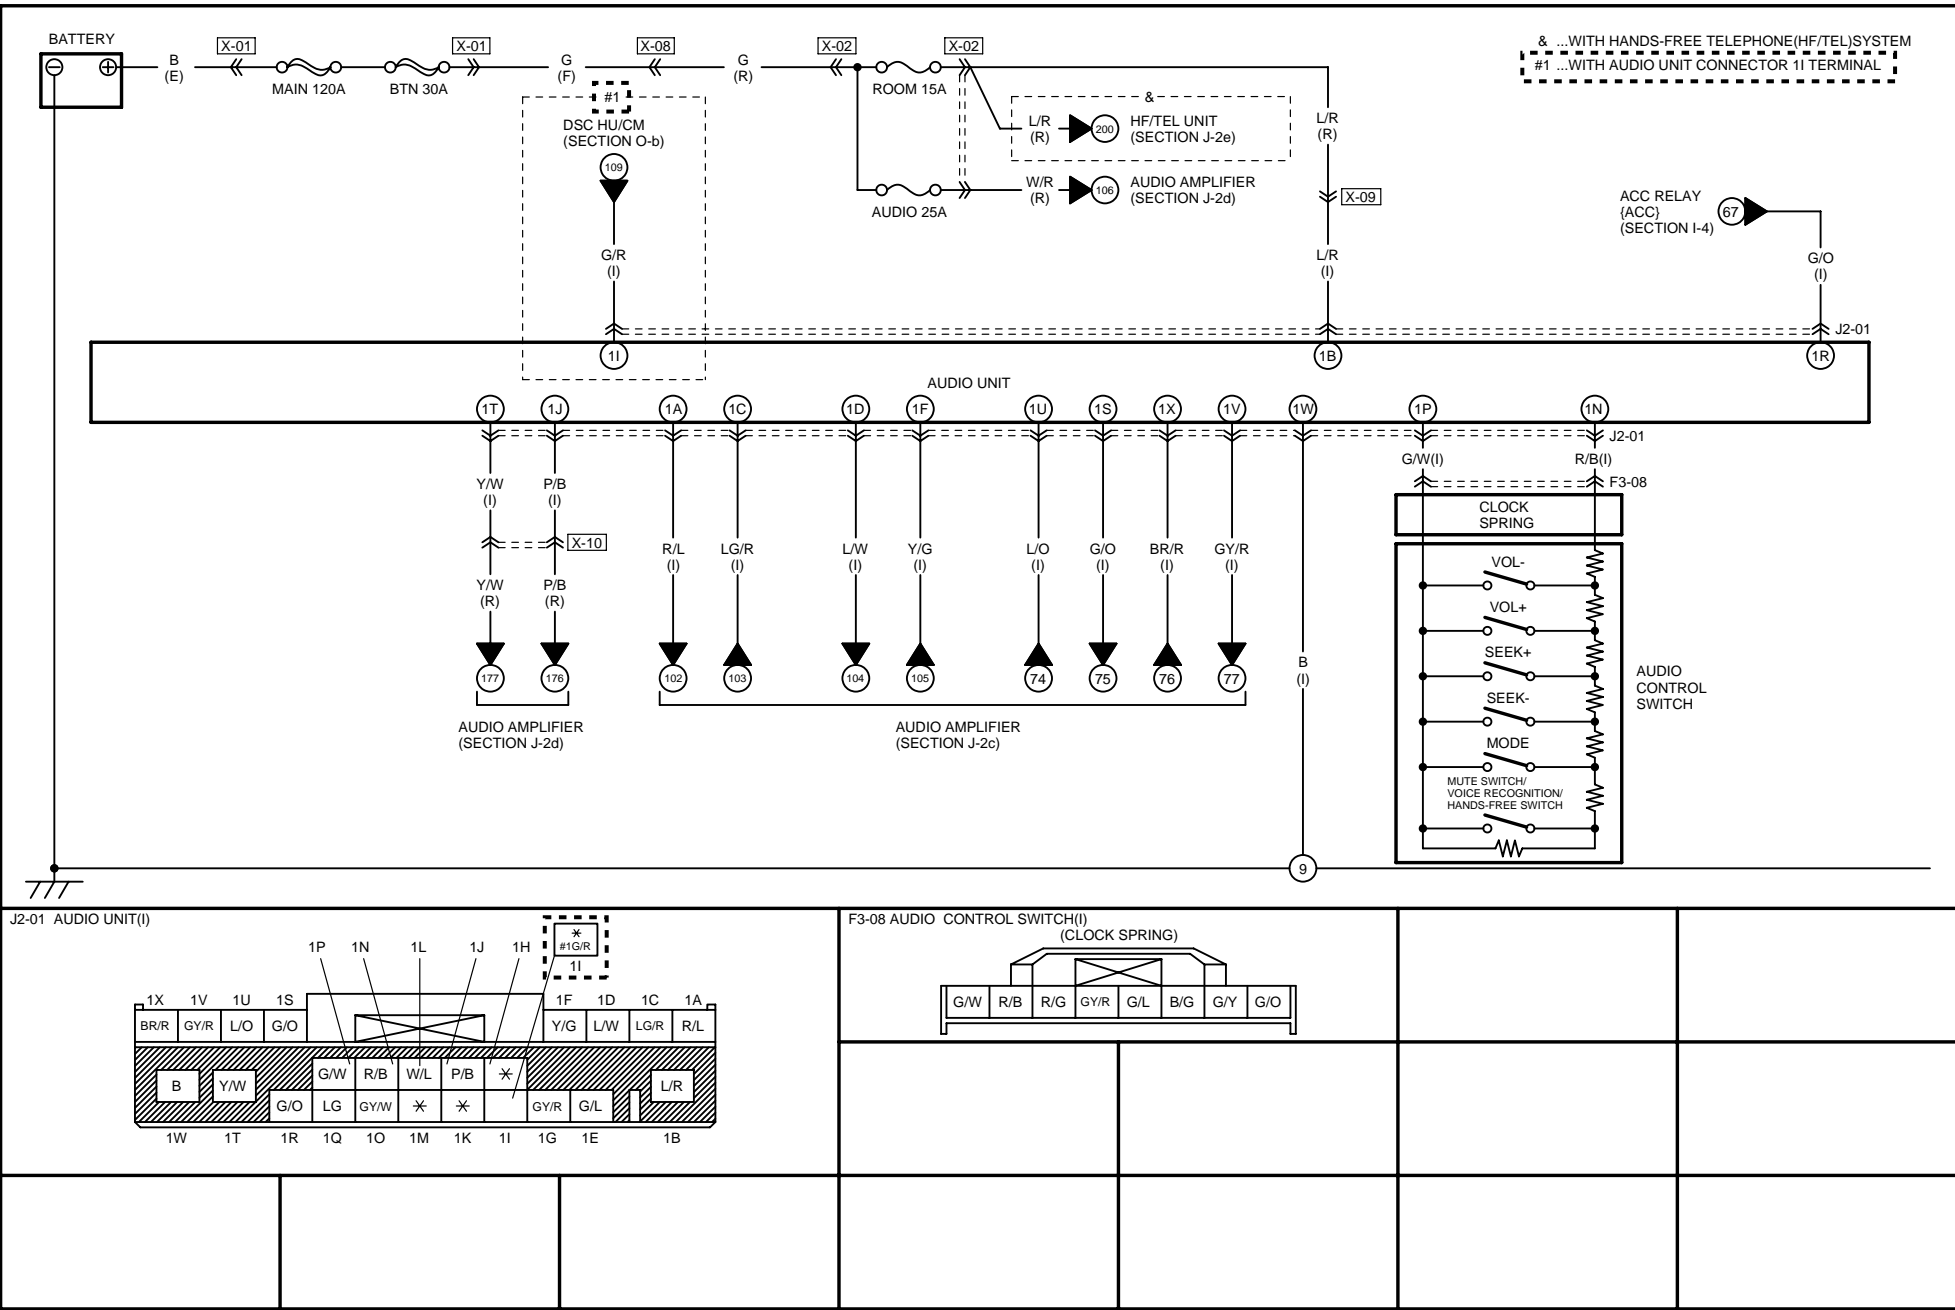 BATTERY
B
(E)
X-01
MAIN 120A
BTN 30A
X-01
G
(F)
X-08
G
(R)
X-02
ROOM 15A
X-02
& ...WITH HANDS-FREE TELEPHONE(HF/TEL)SYSTEM
#1 ...WITH AUDIO UNIT CONNECTOR 1I TERMINAL
#1
DSC HU/CM
(SECTION O-b)
109
G/R
(I)
&
L/R
(R)
200
HF/TEL UNIT
(SECTION J-2e)
AUDIO 25A
W/R
(R)
106
AUDIO AMPLIFIER
(SECTION J-2d)
L/R
(R)
X-09
L/R
(I)
ACC RELAY
{ACC}
(SECTION I-4)
67
G/O
(I)
J2-01
1I
1B
1R
AUDIO UNIT
1T
1J
1A
1C
1D
1F
1U
1S
1X
1V
1W
1P
1N
J2-01
Y/W
(I)
P/B
(I)
X-10
Y/W
(R)
P/B
(R)
R/L
(I)
LG/R
(I)
L/W
(I)
Y/G
(I)
L/O
(I)
G/O
(I)
BR/R
(I)
GY/R
(I)
B
(I)
G/W(I)
R/B(I)
F3-08
CLOCK
SPRING
VOL-
VOL+
SEEK+
SEEK-
MODE
MUTE SWITCH/
VOICE RECOGNITION/
HANDS-FREE SWITCH
AUDIO
CONTROL
SWITCH
177
176
102
103
104
105
74
75
76
77
AUDIO AMPLIFIER
(SECTION J-2d)
AUDIO AMPLIFIER
(SECTION J-2c)
9
J2-01 AUDIO UNIT(I)
1P 1N 1L 1J 1H
#1G/R
1I
1X 1V 1U 1S 1F 1D 1C 1A
BR/R GY/R L/O G/O Y/G L/W LG/R R/L
G/W R/B W/L P/B
B Y/W L/R
G/O LG GY/W GY/R G/L
1W 1T 1R 1Q 1O 1M 1K 1I 1G 1E 1B
F3-08 AUDIO CONTROL SWITCH(I)
(CLOCK SPRING)
G/W R/B R/G GY/R G/L B/G G/Y G/O